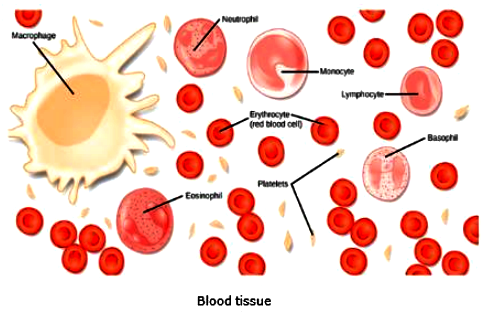 Neutrophil
Macrophage
Monocyte
Lymphocyte
Erythrocyte
(red blood cell)
Basophil
Platelets
Eosinophil
Blood tissue